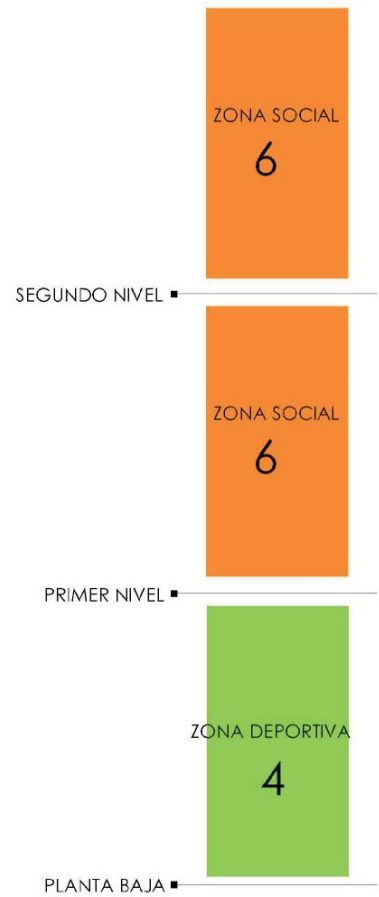 ZONA SOCIAL
6
SEGUNDO NIVEL
ZONA SOCIAL
6
PRIMER NIVEL
ZONA DEPORTIVA
4
PLANTA BAJA